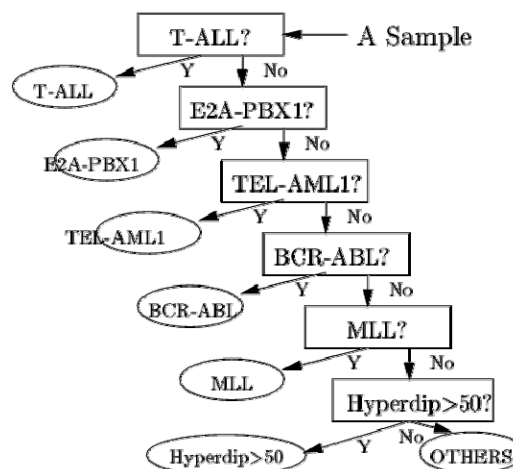 T-ALL?
A Sample
Y
No
T-ALL
E2A-PBX1?
Y
No
E2A-PBX1
TEL-AML1?
Y
No
TEL-AML1
BCR-ABL?
Y
No
BCR-ABL
MLL?
Y
No
MLL
Hyperdip>50?
Y
No
Hyperdip>50
OTHERS